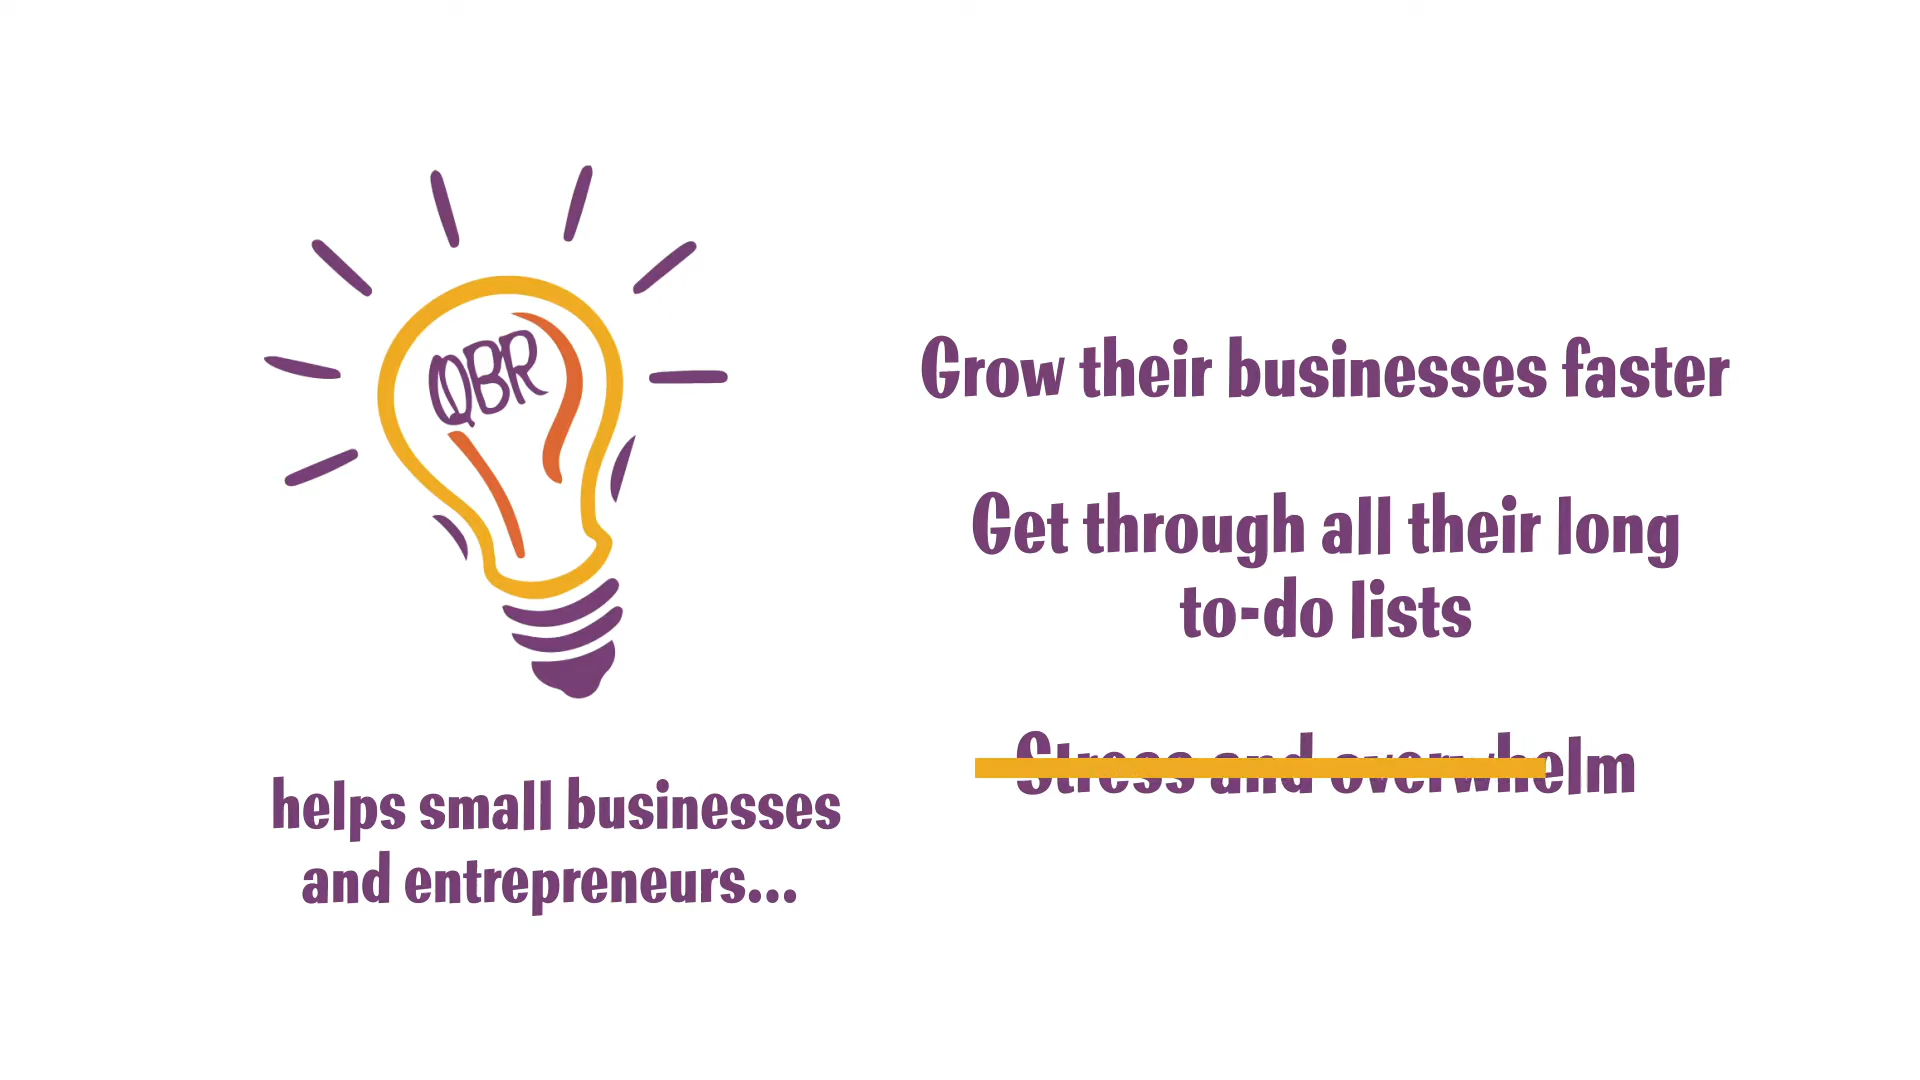 QBR
helps small businesses
and entrepreneurs...
Grow their businesses faster
Get through all their long
to-do lists
Stress and overwhelm